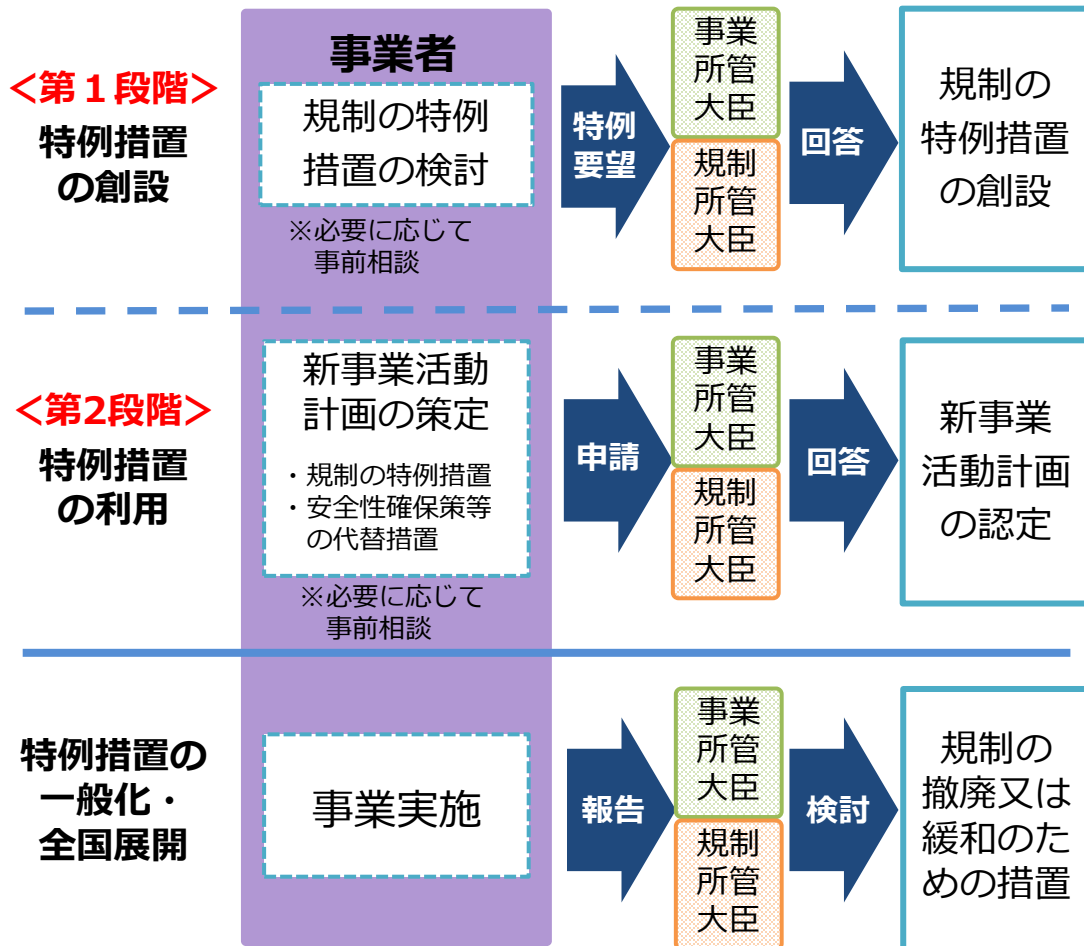 ＜第１段階＞
特例措置
の創設
事業者
規制の特例
措置の検討
※必要に応じて
事前相談
特例
要望
事業
所管
大臣
規制
所管
大臣
回答
規制の
特例措置
の創設
＜第2段階＞
特例措置
の利用
新事業活動
計画の策定
・規制の特例措置
・安全性確保策等
の代替措置
※必要に応じて
事前相談
申請
事業
所管
大臣
規制
所管
大臣
回答
新事業
活動計画
の認定
特例措置の
一般化・
全国展開
事業実施
報告
事業
所管
大臣
規制
所管
大臣
検討
規制の
撤廃又は
緩和のた
めの措置